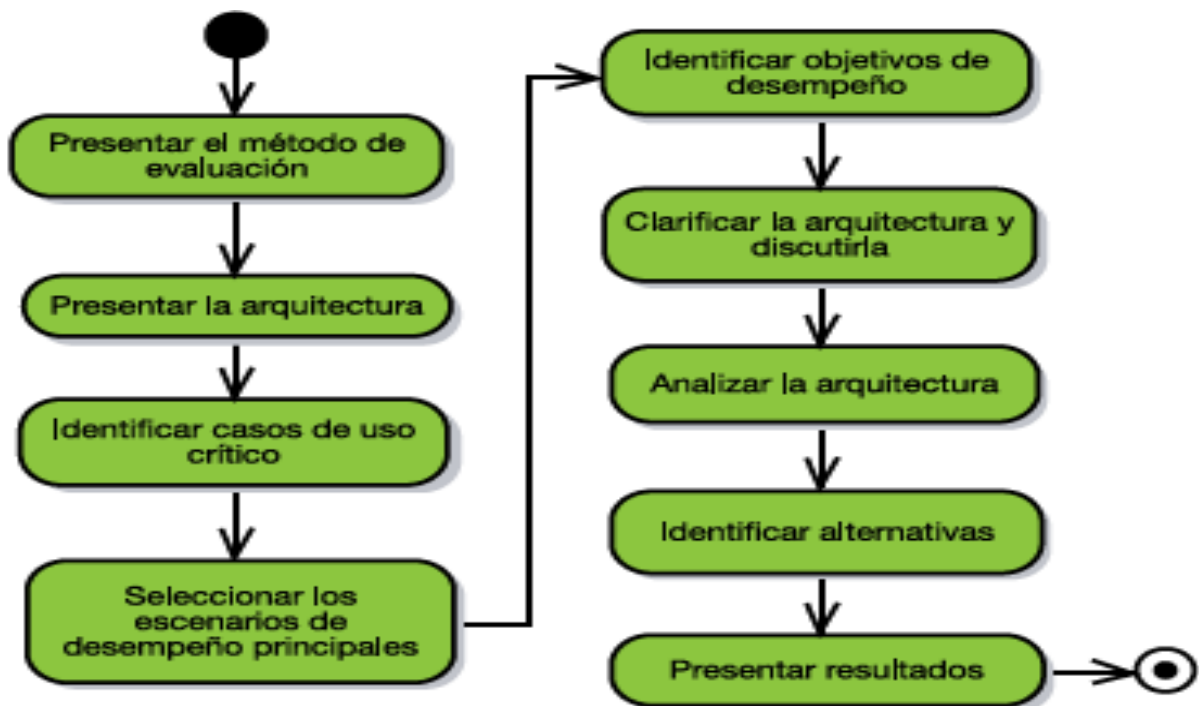 Presentar el método de
evaluación
Presentar la arquitectura
Identificar casos de uso
crítico
Seleccionar los
escenarios de
desempeño principales
Identificar objetivos de
desempeño
Clarificar la arquitectura y
discutirla
Analizar la arquitectura
Identificar alternativas
Presentar resultados